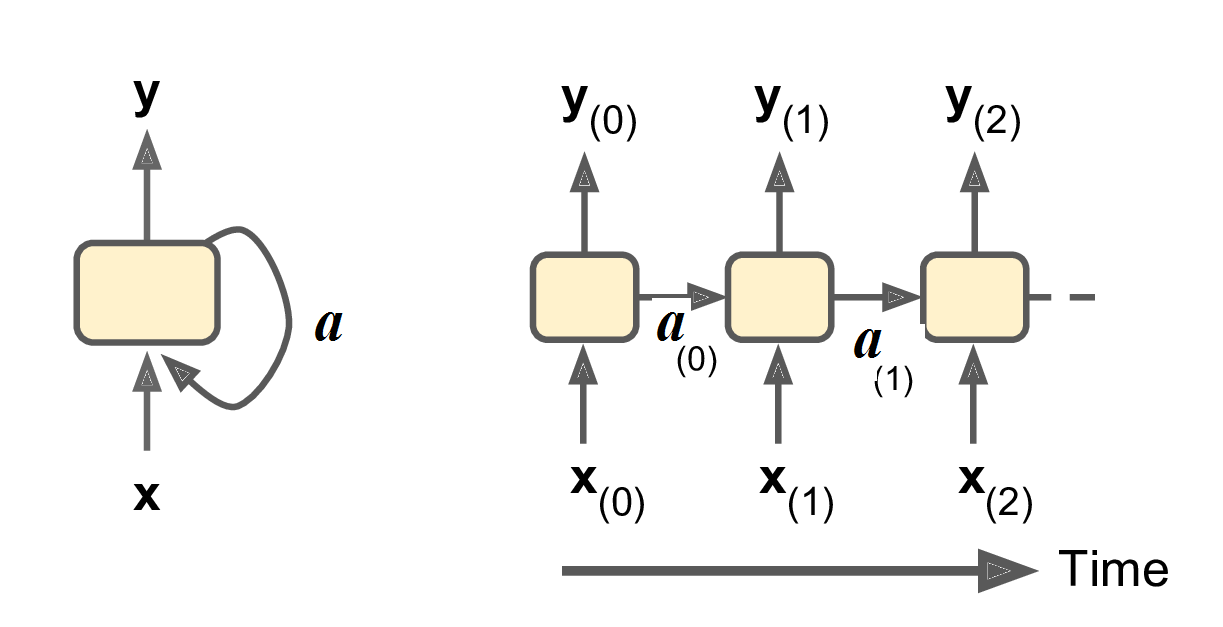 y
a
x
y(0) y(1) y(2)
a(0) a(1)
x(0) x(1) x(2)
Time